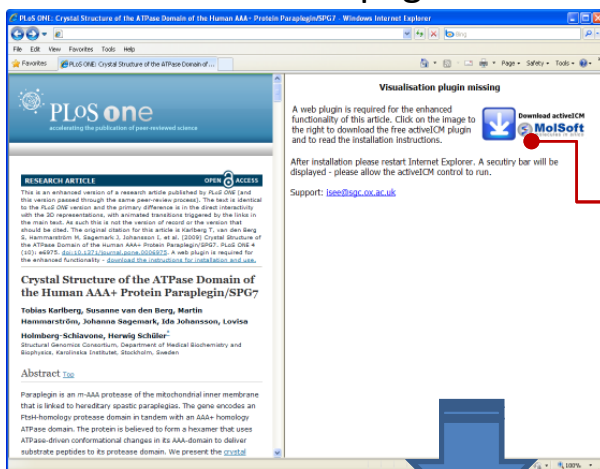 PLoS ONE: Crystal Structure of the ATPase Domain of the Human AAA+ Protein Paraplegin/SPG7 - Windows Internet Explorer
bing
File Edit View Favorites Tools Help
Favorites PLoS ONE: Crystal Structure of the ATPase Domain of... Page Safety Tools
PLoS one
accelerating the publication of peer-reviewed science
RESEARCH ARTICLE OPEN ACCESS
This is an enhanced version of a research article published by PLoS ONE (and
this version passed through the same peer-review process). The text is identical
to the PLoS ONE version and the primary difference is in the direct interactivity
with the 3D representations, with animated transitions triggered by the links in
the main text. As such this is not the version of record or the version that
should be cited. The original citation for this article is Karlberg T, van den Berg
S, Hammarström M, Sagemark J, Johansson I, et al. (2009) Crystal Structure of
the ATPase Domain of the Human AAA+ Protein Paraplegin/SPG7. PLoS ONE 4
(10): e6975. doi:10.1371/journal.pone.0006975. A web plugin is required for
the enhanced functionality - download the instructions for installation and use.
Crystal Structure of the ATPase Domain of
the Human AAA+ Protein Paraplegin/SPG7
Tobias Karlberg, Susanne van den Berg, Martin
Hammarström, Johanna Sagemark, Ida Johansson, Lovisa
Holmberg-Schiavone, Herwig Schüler*
Structural Genomics Consortium, Department of Medical Biochemistry and
Biophysics, Karolinska Institutet, Stockholm, Sweden
Abstract Top
Paraplegin is an m-AAA protease of the mitochondrial inner membrane
that is linked to hereditary spastic paraplegias. The gene encodes an
FtsH-homology protease domain in tandem with an AAA+ homology
ATPase domain. The protein is believed to form a hexamer that uses
ATPase-driven conformational changes in its AAA-domain to deliver
substrate peptides to its protease domain. We present the crystal
Visualisation plugin missing
A web plugin is required for the enhanced
functionality of this article. Click on the image to
the right to download the free activeICM plugin
and to read the installation instructions.
Download activeICM
MolSoft
After installation please restart Internet Explorer. A secutiry bar will be
displayed - please allow the activeICM control to run.
Support: isee@sgc.ox.ac.uk
100%